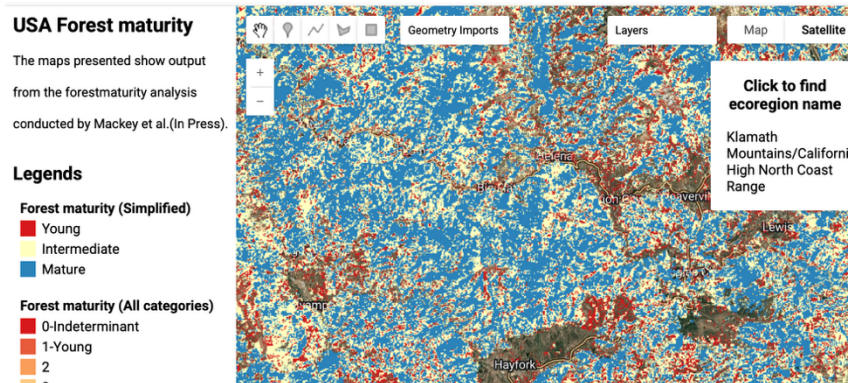 USA Forest maturity
The maps presented show output
from the forestmaturity analysis
conducted by Mackey et al.(In Press).
Legends
Forest maturity (Simplified)
Young
Intermediate
Mature
Forest maturity (All categories)
0-Indeterminant
1-Young
2
Geometry Imports
Layers
Map
Satellite
+
−
Click to find
ecoregion name
Klamath
Mountains/Californi
High North Coast
Range
Helena
Lewis
Hayfork